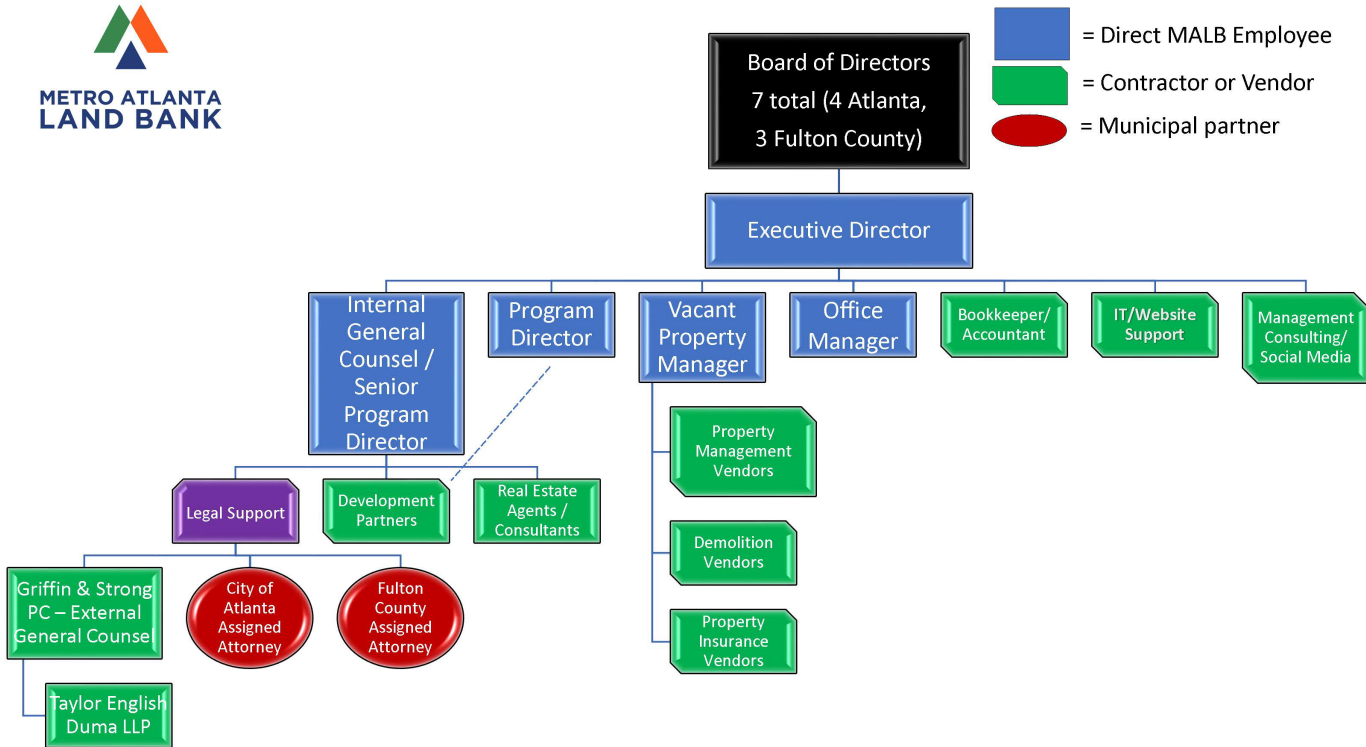 METRO ATLANTA
LAND BANK
Board of Directors
7 total (4 Atlanta,
3 Fulton County)
= Direct MALB Employee
= Contractor or Vendor
= Municipal partner
Executive Director
Internal
General
Counsel /
Senior
Program
Director
Program
Director
Vacant
Property
Manager
Office
Manager
Bookkeeper/
Accountant
IT/Website
Support
Management
Consulting/
Social Media
Legal Support
Development
Partners
Real Estate
Agents /
Consultants
Property
Management
Vendors
Demolition
Vendors
Property
Insurance
Vendors
Griffin & Strong
PC – External
General Counsel
City of
Atlanta
Assigned
Attorney
Fulton
County
Assigned
Attorney
Taylor English
Duma LLP